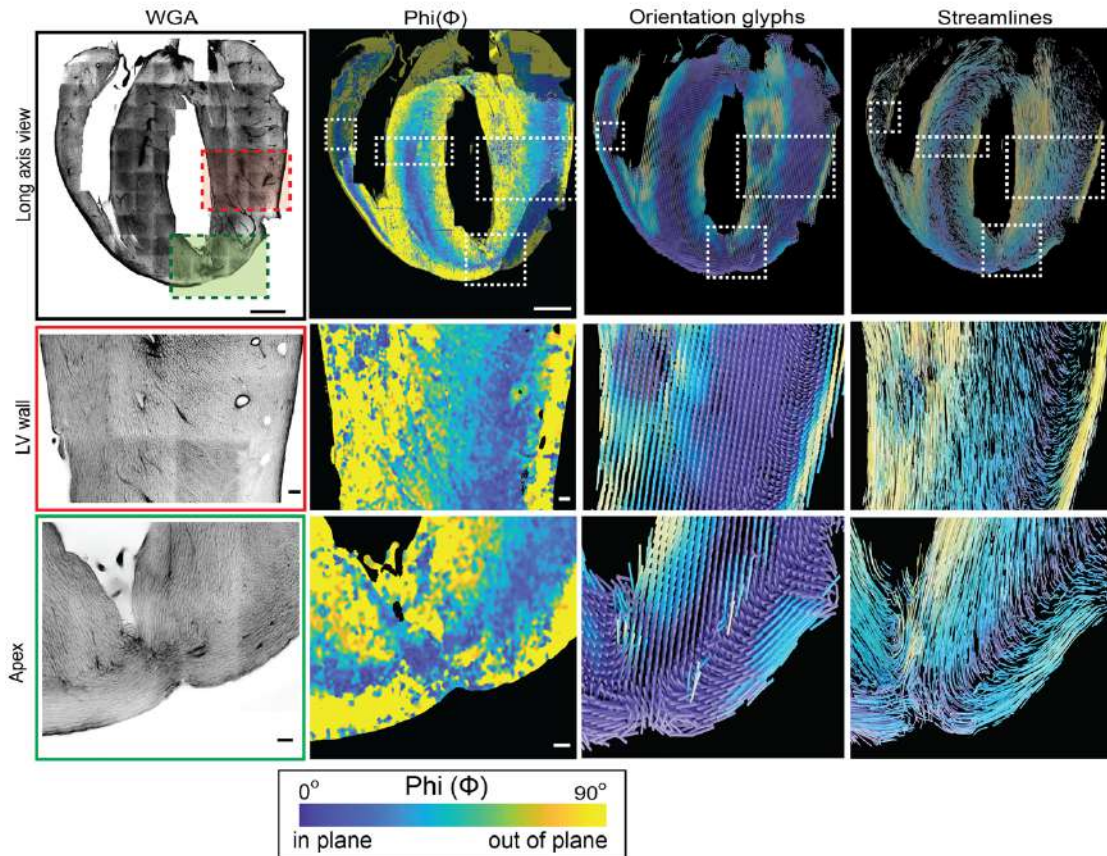 WGA
Phi(Φ)
Orientation glyphs
Streamlines
Long axis view
LV wall
Apex
Phi (Φ)
0°
90°
in plane
out of plane